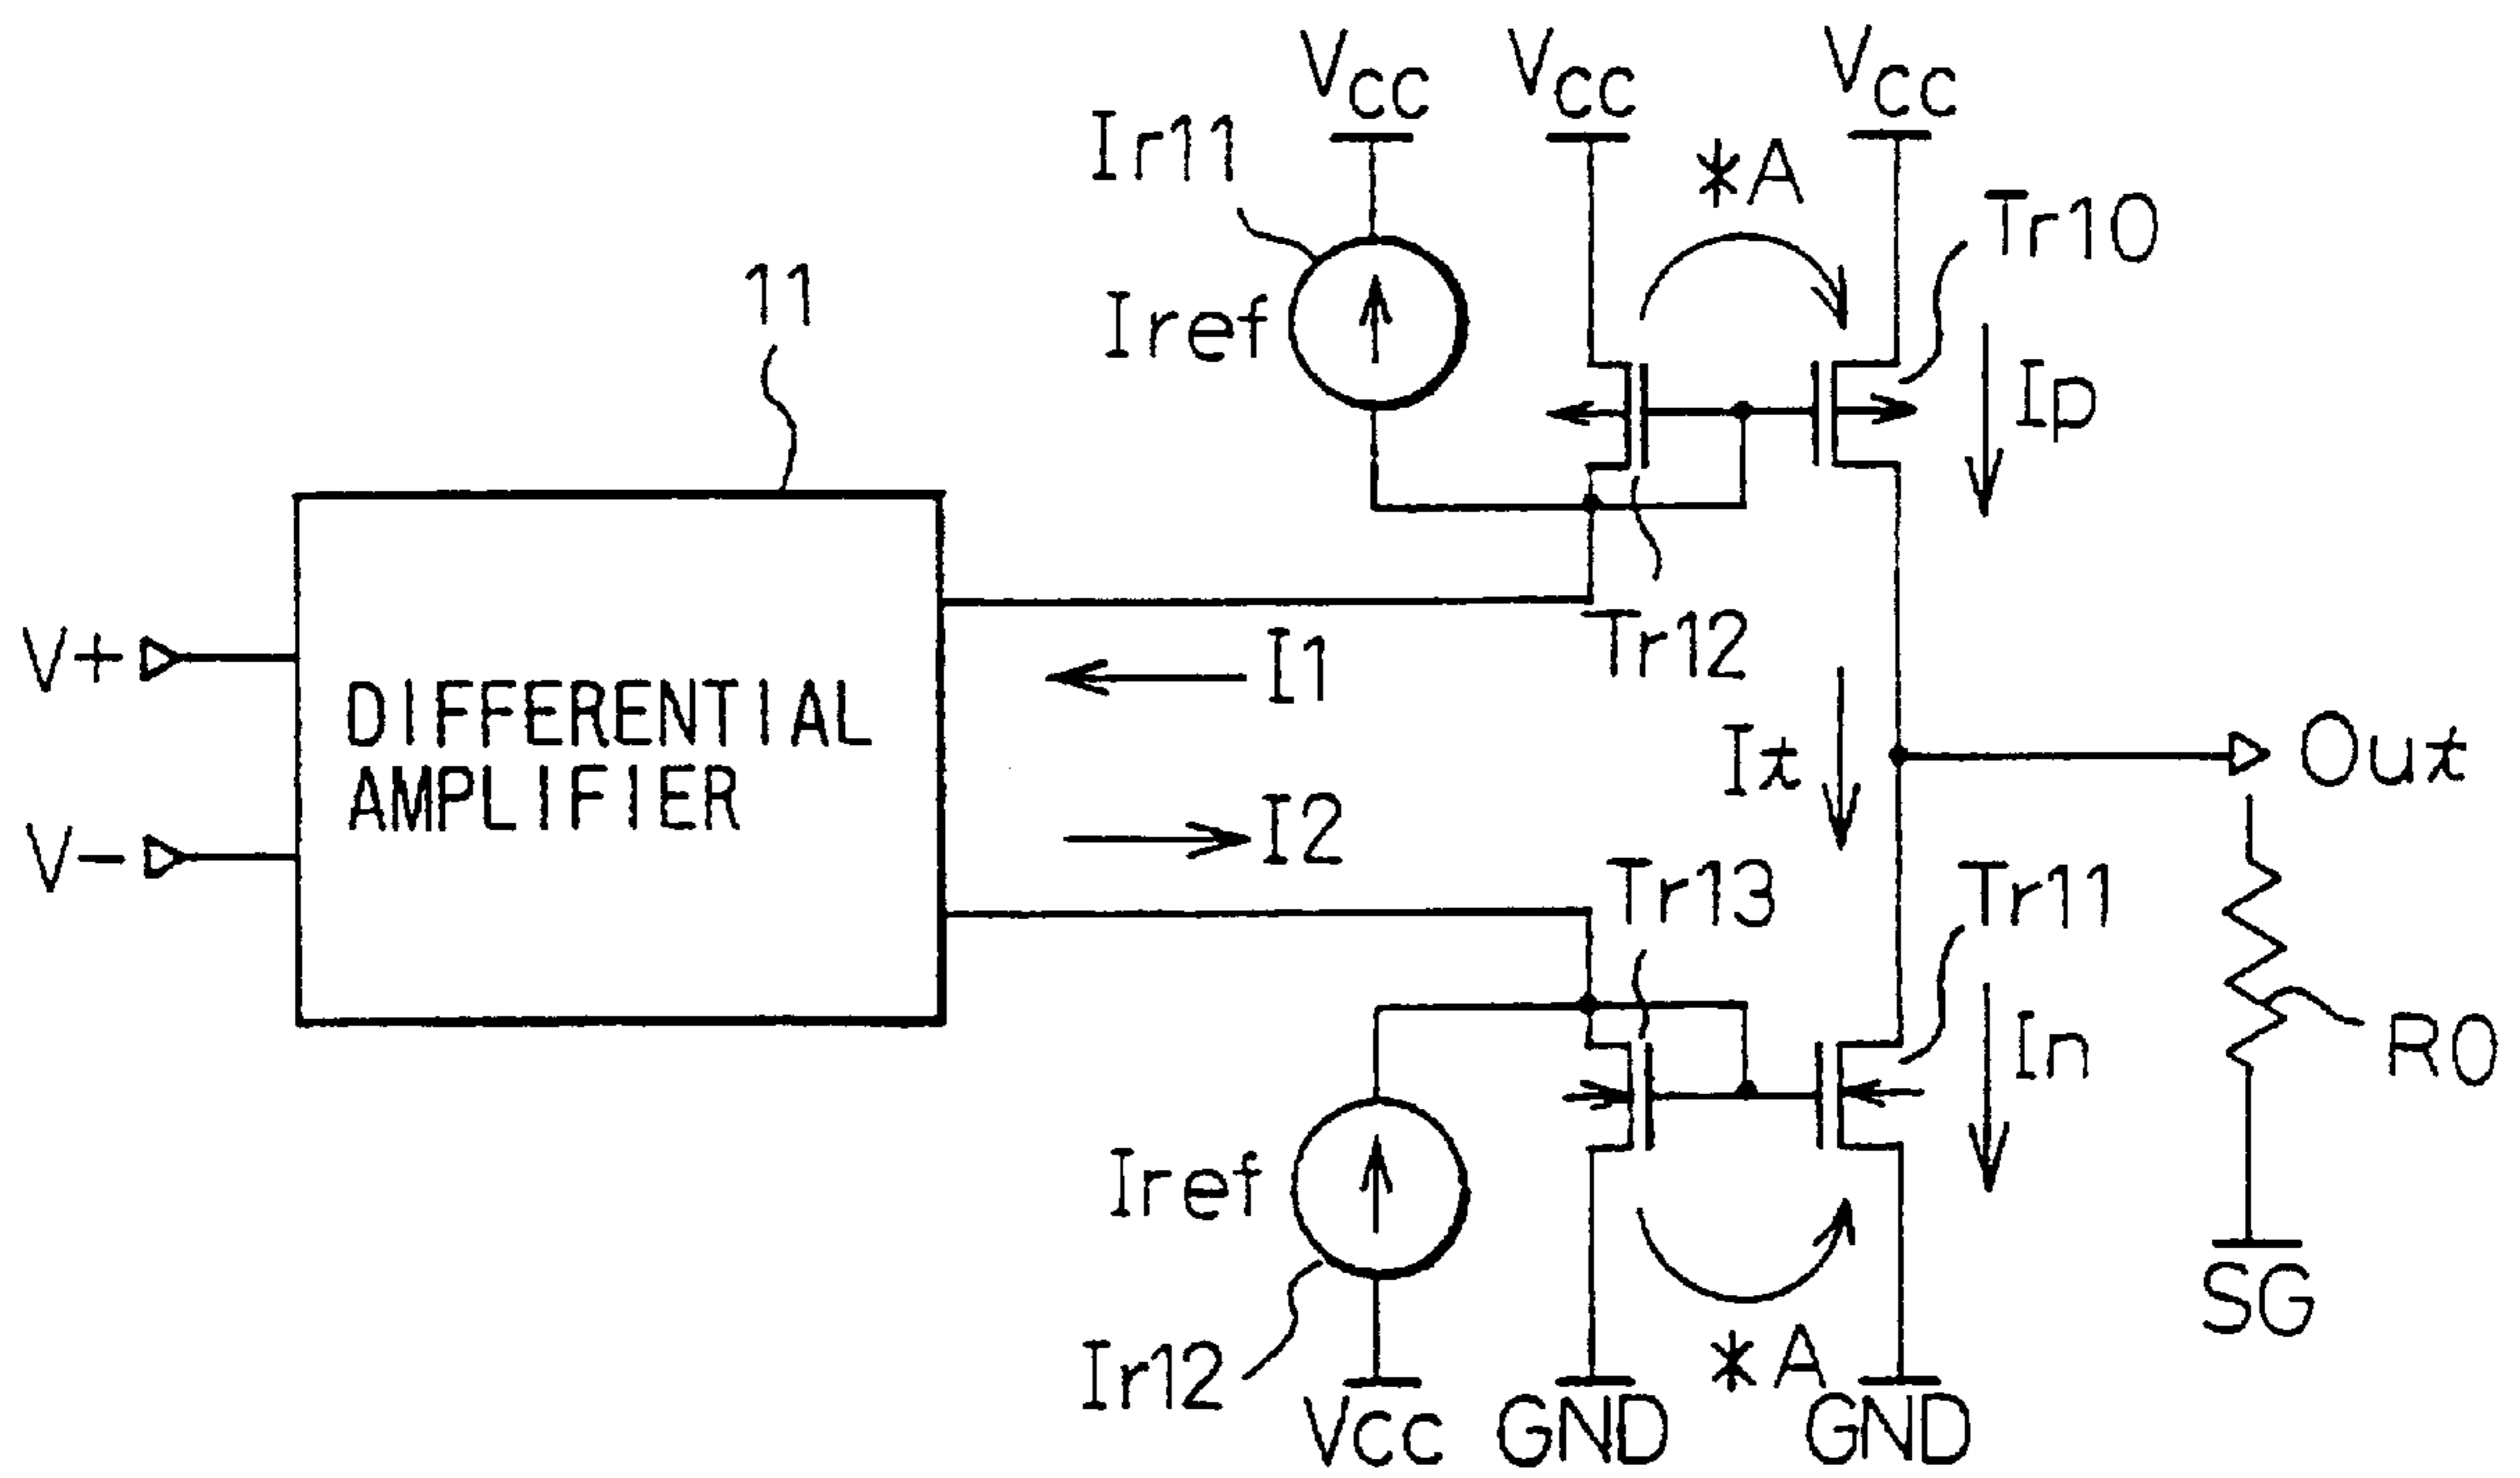 Vcc
Vcc
Vcc
Ir11
*A
Tr10
11
Iref
Ip
Tr12
V+
I1
DIFFERENTIAL
AMPLIFIER
It
Out
I2
V-
Tr13
Tr11
In
R0
Iref
SG
Ir12
*A
Vcc
GND
GND